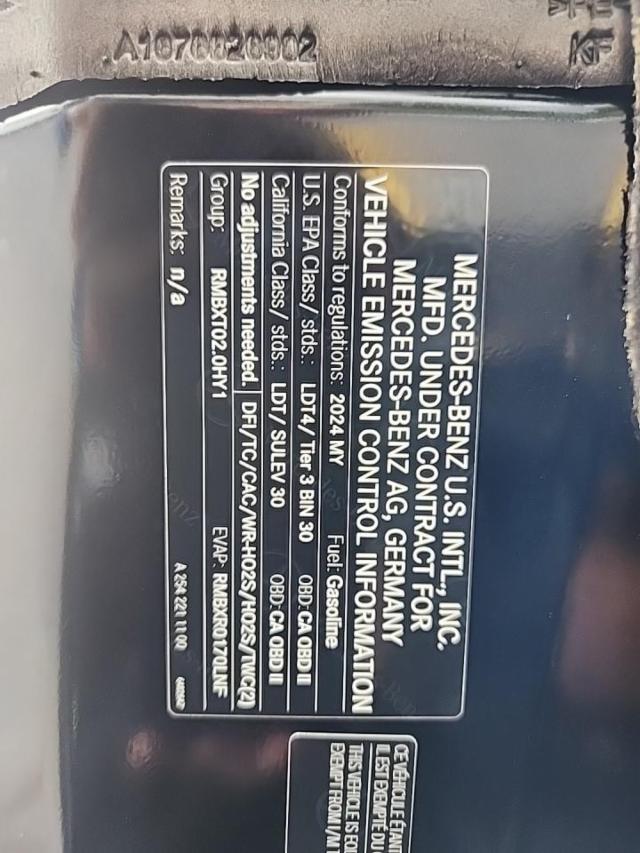 A1670620902
MERCEDES-BENZ U.S. INTL., INC.
MFD. UNDER CONTRACT FOR
MERCEDES-BENZ AG, GERMANY
VEHICLE EMISSION CONTROL INFORMATION
Conforms to regulations: 2024 MY Fuel: Gasoline
U.S. EPA Class/ stds.: LDT4/ Tier 3 BIN 30 OBD: CA OBD II
California Class/ stds.: LDT/ SULEV 30 OBD: CA OBD II
No adjustments needed. DFI/TC/CAC/WR-HO2S/HO2S/TWC(2)
Group: RMBXT02.0HY1 EVAP: RMBXR0170LNF
Remarks: n/a A 254 221 11 00
CE VÉHICULE ÉTANT
IL EST EXEMPTÉ DU
THIS VEHICLE IS EQUI
EXEMPT FROM I/M T